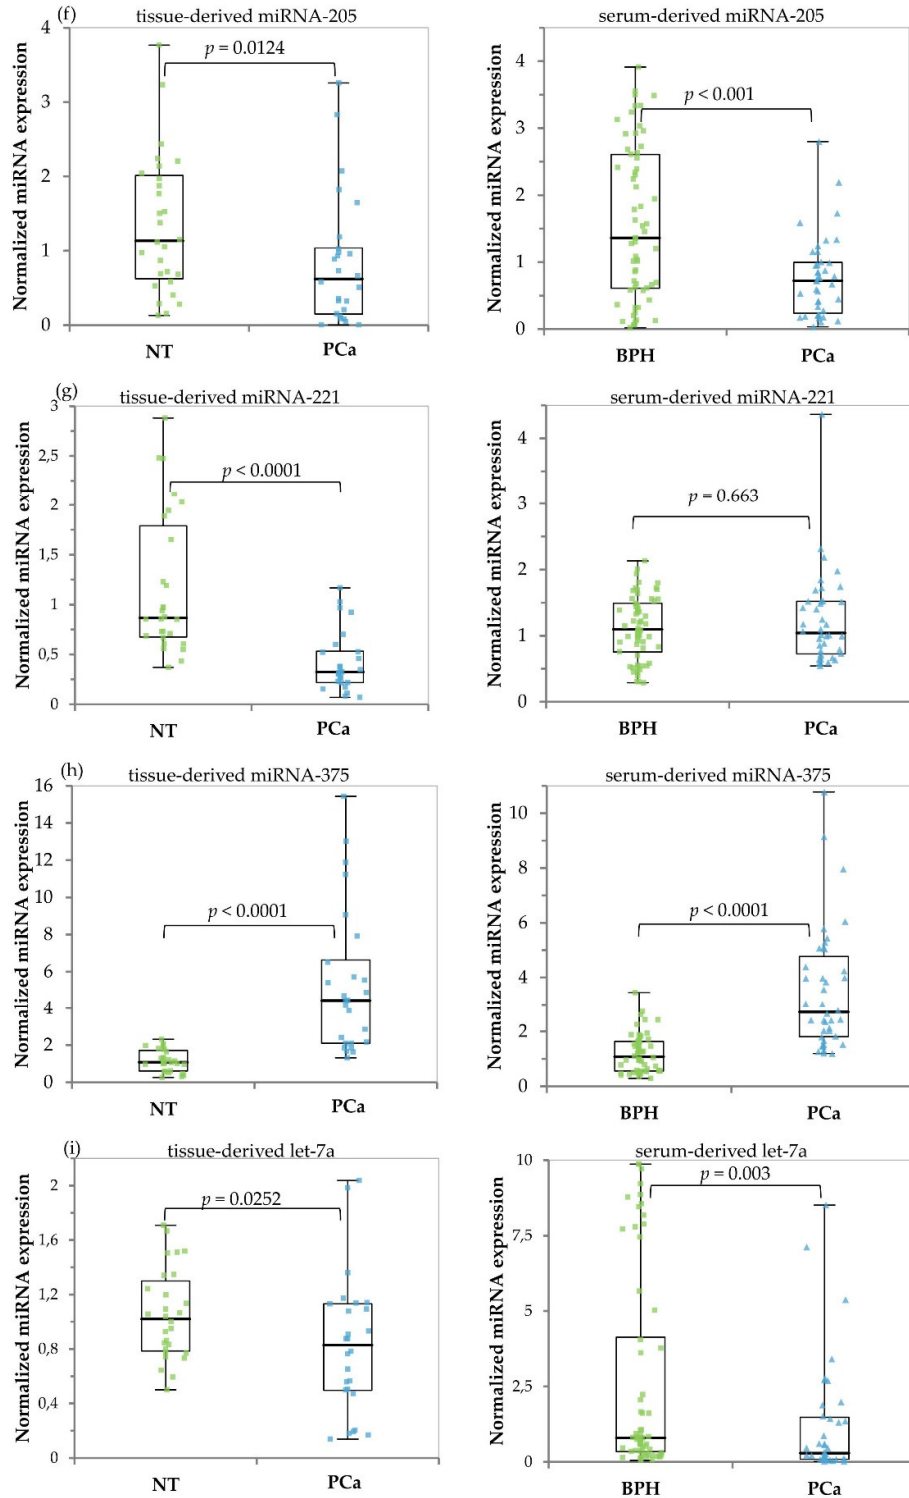 (f)
tissue-derived miRNA-205
Normalized miRNA expression
4
3
2
1
0
p = 0.0124
NT
PCa
serum-derived miRNA-205
Normalized miRNA expression
4
3
2
1
0
p < 0.001
BPH
PCa
(g)
tissue-derived miRNA-221
Normalized miRNA expression
3
2,5
2
1,5
1
0,5
0
p < 0.0001
NT
PCa
serum-derived miRNA-221
Normalized miRNA expression
4
3
2
1
0
p = 0.663
BPH
PCa
(h)
tissue-derived miRNA-375
Normalized miRNA expression
16
14
12
10
8
6
4
2
0
p < 0.0001
NT
PCa
serum-derived miRNA-375
Normalized miRNA expression
10
8
6
4
2
0
p < 0.0001
BPH
PCa
(i)
tissue-derived let-7a
Normalized miRNA expression
2
1,6
1,2
0,8
0,4
0
p = 0.0252
NT
PCa
serum-derived let-7a
Normalized miRNA expression
10
7,5
5
2,5
0
p = 0.003
BPH
PCa